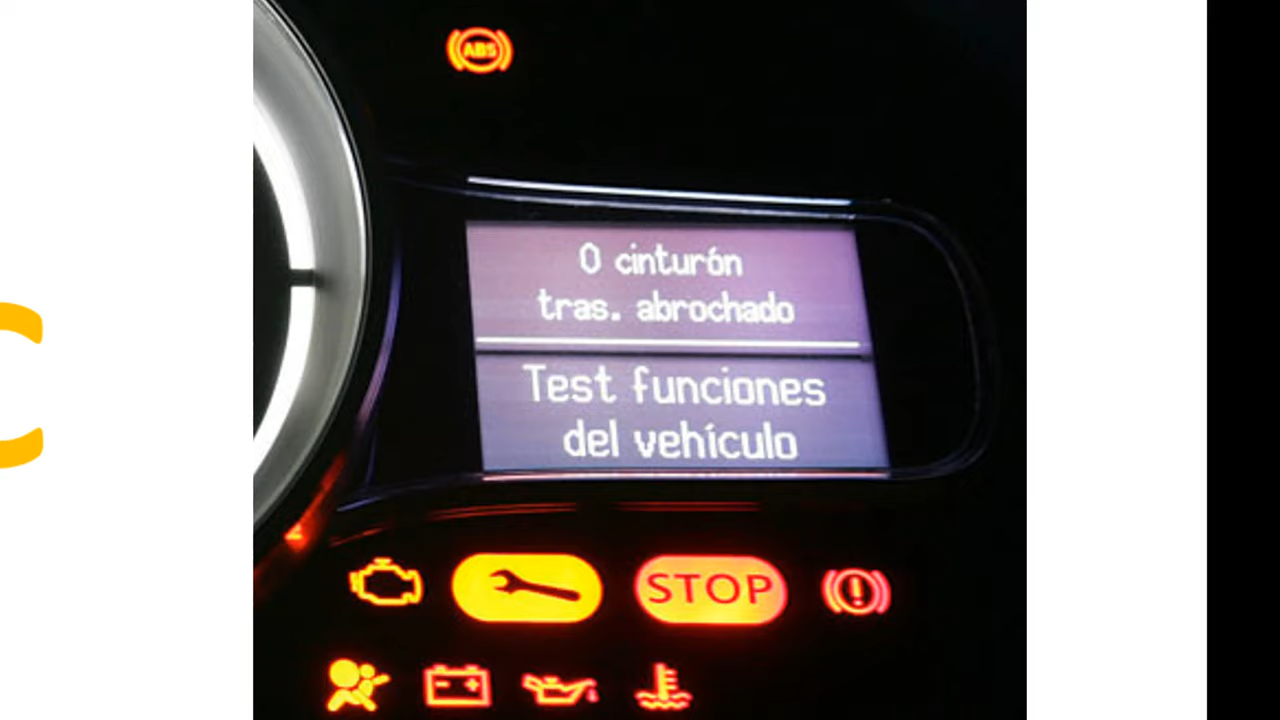 ABS
0 cinturón
tras. abrochado
Test funciones
del vehículo
STOP